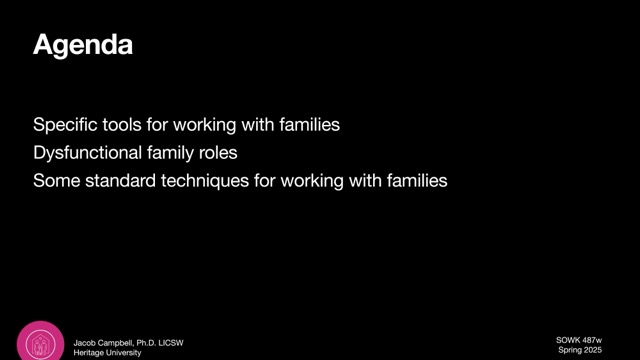 Agenda
Specific tools for working with families
Dysfunctional family roles
Some standard techniques for working with families
Jacob Campbell, Ph.D. LICSW
Heritage University
SOWK 487w
Spring 2025